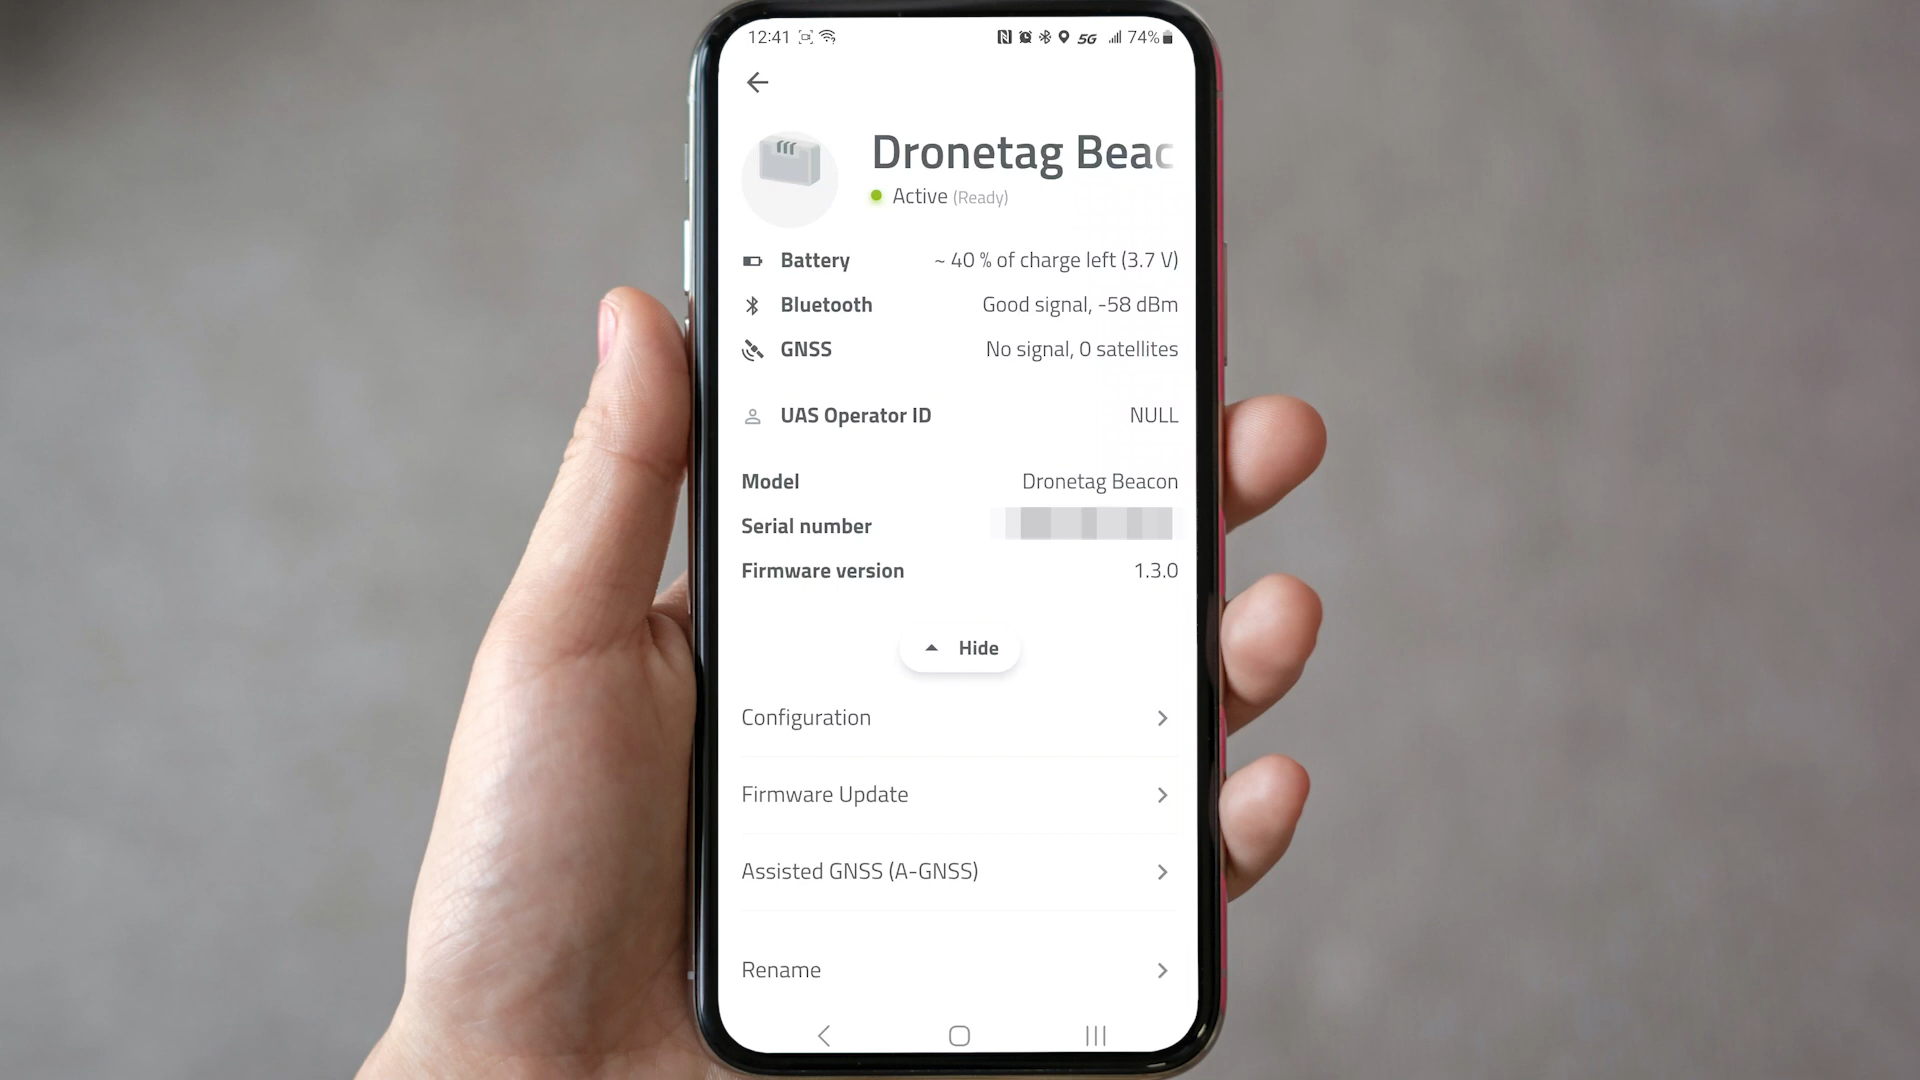 12:41 5G 74%
Dronetag Beac
Active (Ready)
Battery ~ 40 % of charge left (3.7 V)
Bluetooth Good signal, -58 dBm
GNSS No signal, 0 satellites
UAS Operator ID NULL
Model Dronetag Beacon
Serial number
Firmware version 1.3.0
Hide
Configuration
Firmware Update
Assisted GNSS (A-GNSS)
Rename